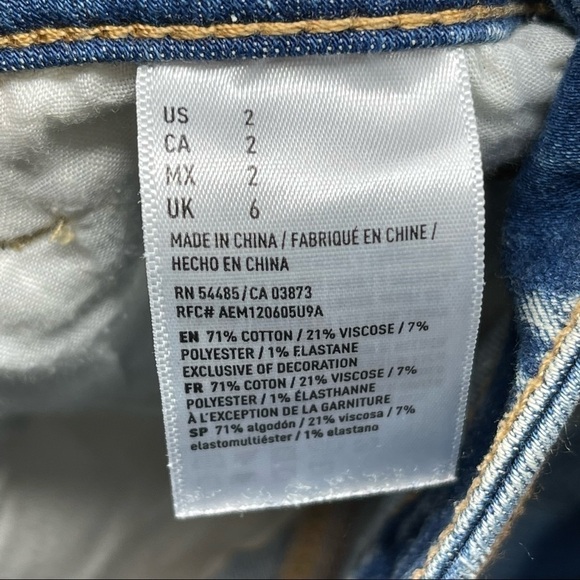 US 2
CA 2
MX 2
UK 6
MADE IN CHINA / FABRIQUÉ EN CHINE /
HECHO EN CHINA
RN 54485/CA 03873
RFC# AEM120605U9A
EN 71% COTTON / 21% VISCOSE / 7%
POLYESTER / 1% ELASTANE
EXCLUSIVE OF DECORATION
FR 71% COTON / 21% VISCOSE / 7%
POLYESTER / 1% ÉLASTHANNE
À L'EXCEPTION DE LA GARNITURE
SP 71% algodón / 21% viscosa / 7%
elastomultiéster / 1% elastano